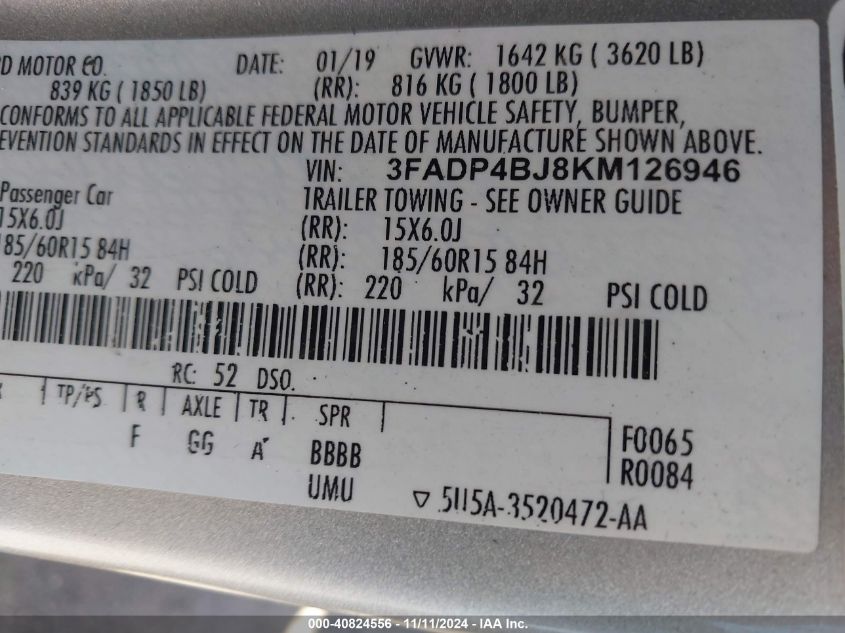 D MOTOR CO. DATE: 01/19 GVWR: 1642 KG ( 3620 LB)
839 KG ( 1850 LB) (RR): 816 KG ( 1800 LB)
CONFORMS TO ALL APPLICABLE FEDERAL MOTOR VEHICLE SAFETY, BUMPER,
EVENTION STANDARDS IN EFFECT ON THE DATE OF MANUFACTURE SHOWN ABOVE.
VIN: 3FADP4BJ8KM126946
Passenger Car TRAILER TOWING - SEE OWNER GUIDE
15X6.0J (RR): 15X6.0J
185/60R15 84H (RR): 185/60R15 84H
220 kPa/ 32 PSI COLD (RR): 220 kPa/ 32 PSI COLD
RC: 52 DSO:
TP/PS R AXLE TR SPR
F GG A BBBB F0065
UMU R0084
5U5A-3520472-AA
000-40824556 - 11/11/2024 - IAA Inc.